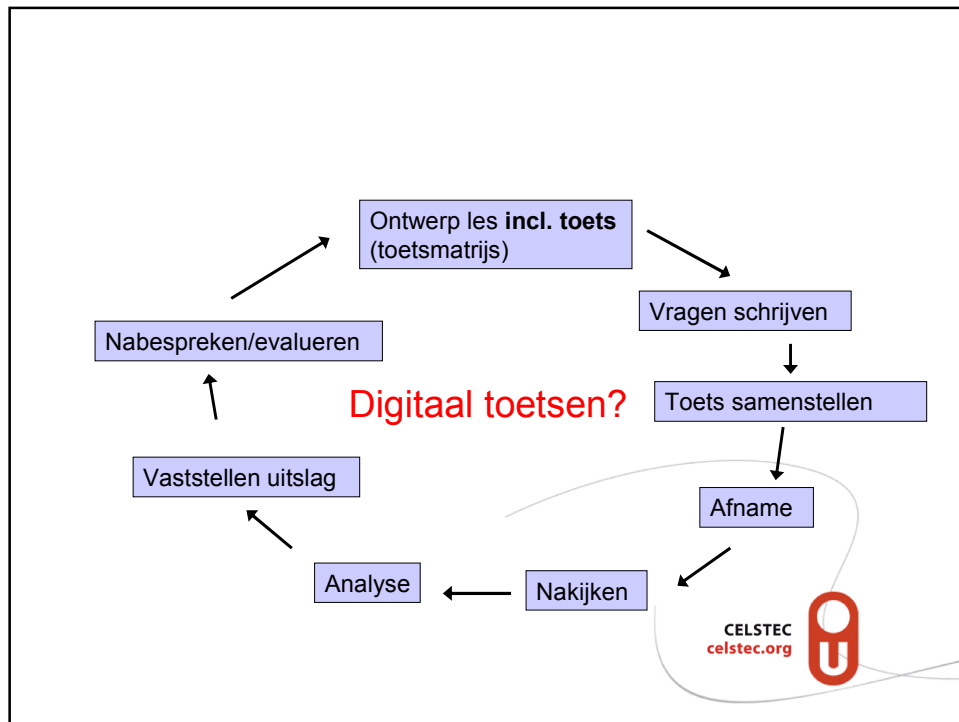 Ontwerp les incl. toets
(toetsmatrijs)
Vragen schrijven
Toets samenstellen
Afname
Nakijken
Analyse
Vaststellen uitslag
Nabespreken/evalueren
Digitaal toetsen?
CELSTEC
celstec.org